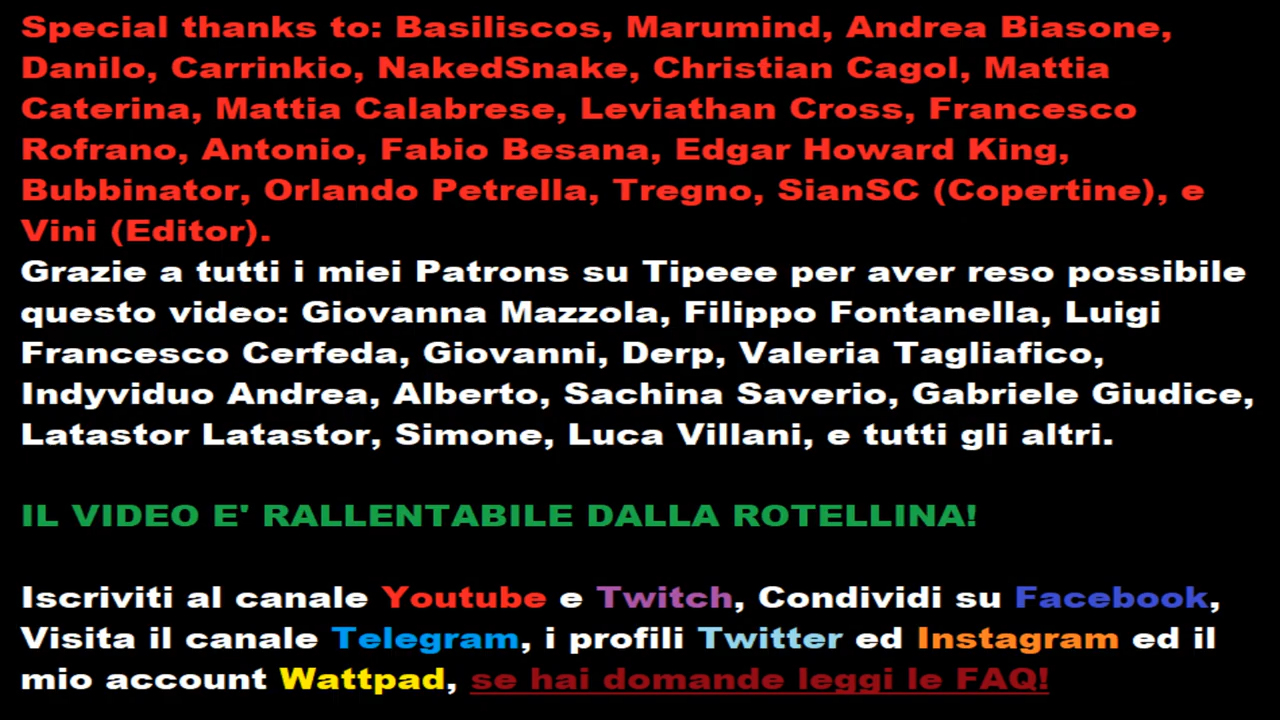 Special thanks to: Basiliscos, Marumind, Andrea Biasone,
Danilo, Carrinkio, NakedSnake, Christian Cagol, Mattia
Caterina, Mattia Calabrese, Leviathan Cross, Francesco
Rofrano, Antonio, Fabio Besana, Edgar Howard King,
Bubbinator, Orlando Petrella, Tregno, SianSC (Copertine), e
Vini (Editor).
Grazie a tutti i miei Patrons su Tipeee per aver reso possibile
questo video: Giovanna Mazzola, Filippo Fontanella, Luigi
Francesco Cerfeda, Giovanni, Derp, Valeria Tagliafico,
Indyviduo Andrea, Alberto, Sachina Saverio, Gabriele Giudice,
Latastor Latastor, Simone, Luca Villani, e tutti gli altri.
IL VIDEO E' RALLENTABILE DALLA ROTELLINA!
Iscriviti al canale Youtube e Twitch, Condividi su Facebook,
Visita il canale Telegram, i profili Twitter ed Instagram ed il
mio account Wattpad, se hai domande leggi le FAQ!